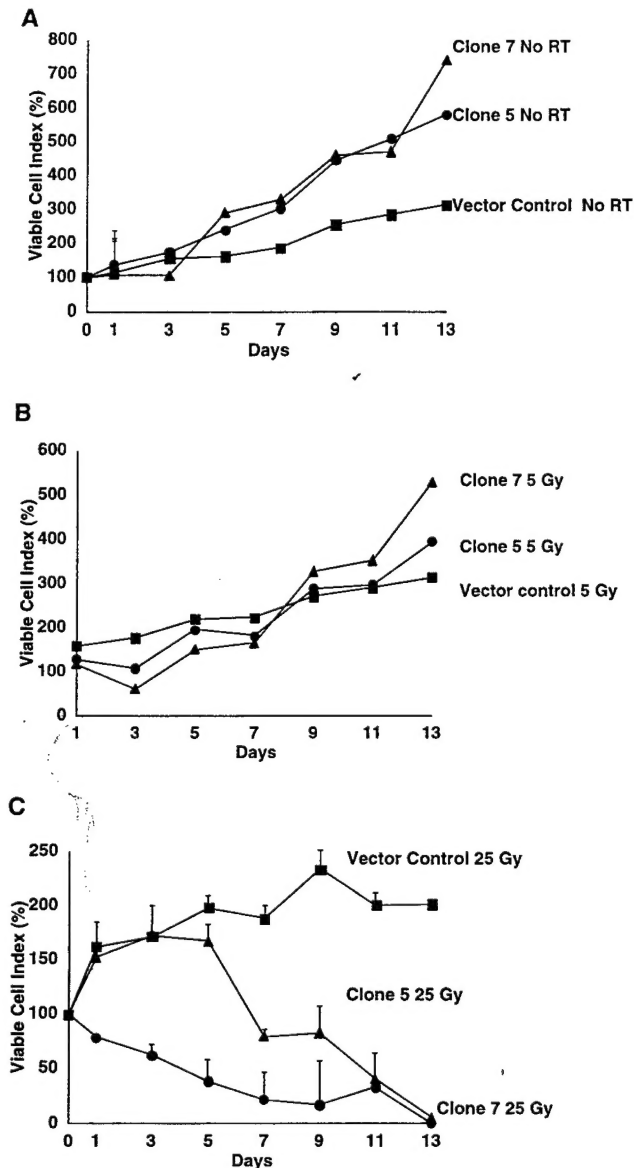 A
800
700
600
500
400
300
200
100
0
Viable Cell Index (%)
0 1 3 5 7 9 11 13
Days
Clone 7 No RT
Clone 5 No RT
Vector Control No RT
B
600
500
400
300
200
100
0
Viable Cell Index (%)
1 3 5 7 9 11 13
Days
Clone 7 5 Gy
Clone 5 5 Gy
Vector control 5 Gy
C
250
200
150
100
50
0
Viable Cell Index (%)
0 1 3 5 7 9 11 13
Days
Vector Control 25 Gy
Clone 5 25 Gy
Clone 7 25 Gy